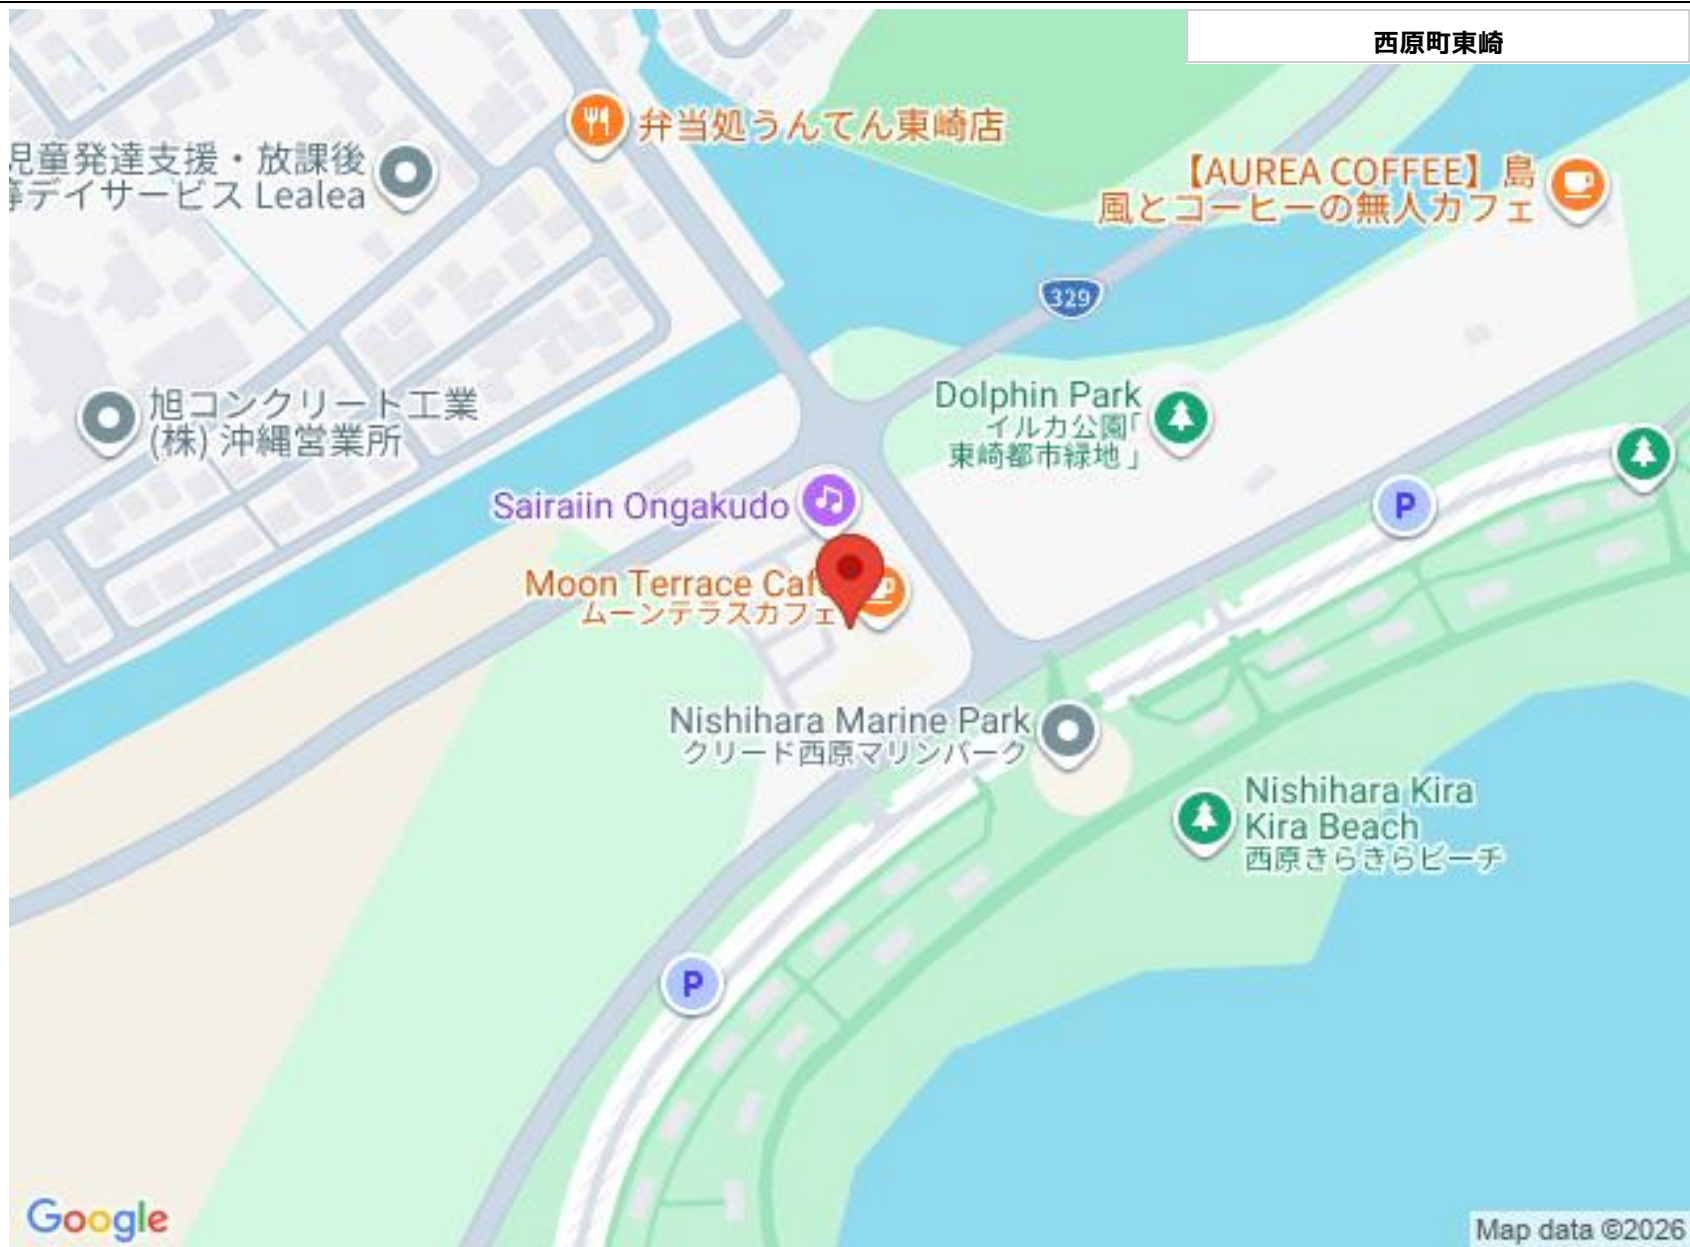 西原町東崎
弁当処うんてん東崎店
児童発達支援・放課後
等デイサービス Lealea
【AUREA COFFEE】島
風とコーヒーの無人カフェ
329
旭コンクリート工業
(株) 沖縄営業所
Dolphin Park
イルカ公園「
東崎都市緑地」
Sairaiin Ongakudo
P
Moon Terrace Caf
ムーンテラスカフェ
Nishihara Marine Park
クリード西原マリンパーク
Nishihara Kira
Kira Beach
西原きらきらビーチ
P
Google
Map data ©2026